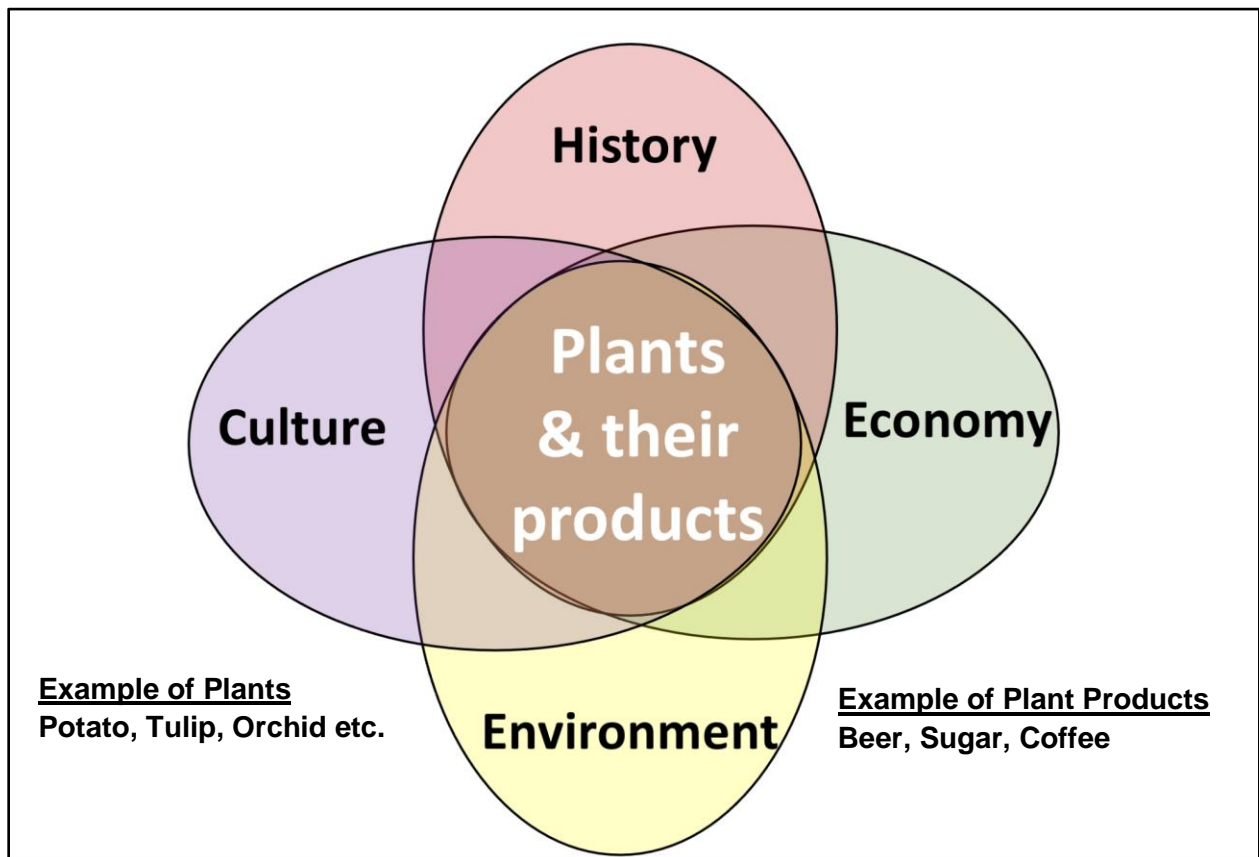 History
Culture
Plants
& their
products
Economy
Environment
Example of Plants
Potato, Tulip, Orchid etc.
Example of Plant Products
Beer, Sugar, Coffee